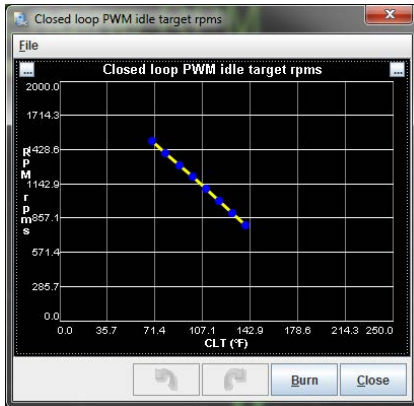 Closed loop PWM idle target rpms
File
...
Closed loop PWM idle target rpms
...
2000.0
1714.3
1428.6
1142.9
857.1
571.4
285.7
0.0
RPM rpms
0.0 35.7 71.4 107.1 142.9 178.6 214.3 250.0
CLT (°F)
Burn Close